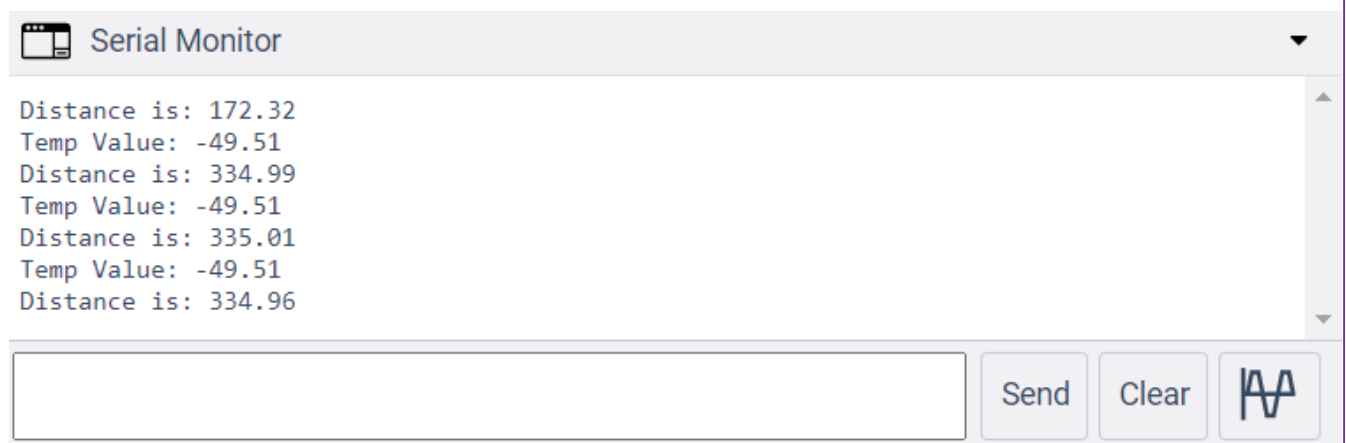 Serial Monitor
Distance is: 172.32
Temp Value: -49.51
Distance is: 334.99
Temp Value: -49.51
Distance is: 335.01
Temp Value: -49.51
Distance is: 334.96
Send Clear